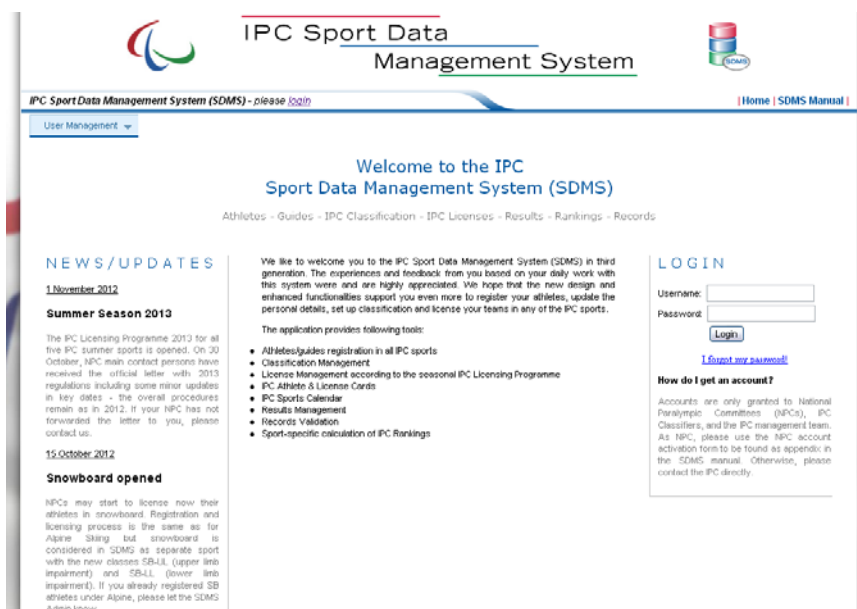 IPC Sport Data
Management System
SDMS
IPC Sport Data Management System (SDMS) - please login
| Home | SDMS Manual |
User Management
Welcome to the IPC
Sport Data Management System (SDMS)
Athletes - Guides - IPC Classification - IPC Licenses - Results - Rankings - Records
NEWS/UPDATES
1 November 2012
Summer Season 2013
The IPC Licensing Programme 2013 for all
five IPC summer sports is opened. On 30
October, NPC main contact persons have
received the official letter with 2013
regulations including some minor updates
in key dates - the overall procedures
remain as in 2012. If your NPC has not
forwarded the letter to you, please
contact us.
15 October 2012
Snowboard opened
NPCs may start to license now their
athletes in snowboard. Registration and
licensing process is the same as for
Alpine Skiing but snowboard is
considered in SDMS as separate sport
with the new classes SB-UL (upper limb
impairment) and SB-LL (lower limb
impairment). If you already registered SB
athletes under Alpine, please let the SDMS
Admin know
We like to welcome you to the IPC Sport Data Management System (SDMS) in third
generation. The experiences and feedback from you based on your daily work with
this system were and are highly appreciated. We hope that the new design and
enhanced functionalities support you even more to register your athletes, update the
personal details, set up classification and license your teams in any of the IPC sports.
The application provides following tools:
• Athletes/guides registration in all IPC sports
• Classification Management
• License Management according to the seasonal IPC Licensing Programme
• IPC Athlete & License Cards
• IPC Sports Calendar
• Results Management
• Records Validation
• Sport-specific calculation of IPC Rankings
LOGIN
Username:
Password:
Login
I forgot my password!
How do I get an account?
Accounts are only granted to National
Paralympic Committees (NPCs), IPC
Classifiers, and the IPC management team.
As NPC, please use the NPC account
activation form to be found as appendix in
the SDMS manual. Otherwise, please
contact the IPC directly.